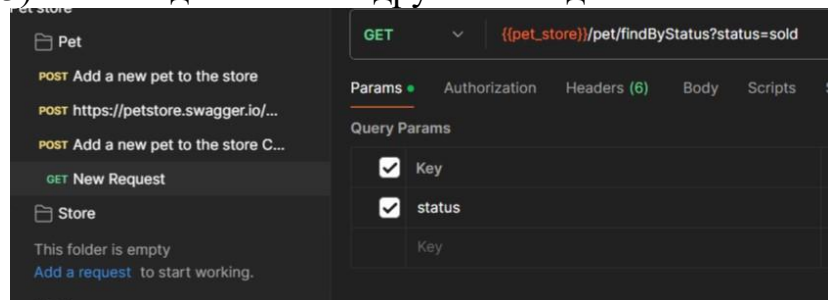 Pet store
Pet
POST Add a new pet to the store
POST https://petstore.swagger.io/...
POST Add a new pet to the store C...
GET New Request
Store
This folder is empty
Add a request to start working.
GET {{pet_store}}/pet/findByStatus?status=sold
Params Authorization Headers (6) Body Scripts
Query Params
Key
status
Key